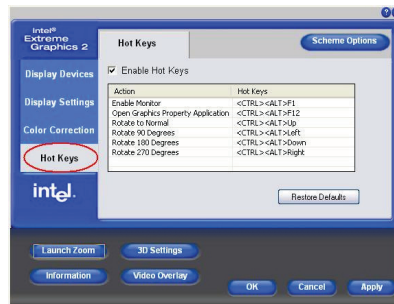 intel®
Extreme
Graphics 2
Hot Keys
Scheme Options
Display Devices
Display Settings
Color Correction
Hot Keys
intel.
Enable Hot Keys
Action Hot Keys
Enable Monitor <CTRL><ALT>F1
Open Graphics Property Application <CTRL><ALT>F12
Rotate to Normal <CTRL><ALT>Up
Rotate 90 Degrees <CTRL><ALT>Left
Rotate 180 Degrees <CTRL><ALT>Down
Rotate 270 Degrees <CTRL><ALT>Right
Restore Defaults
Launch Zoom 3D Settings
Information Video Overlay
OK Cancel Apply